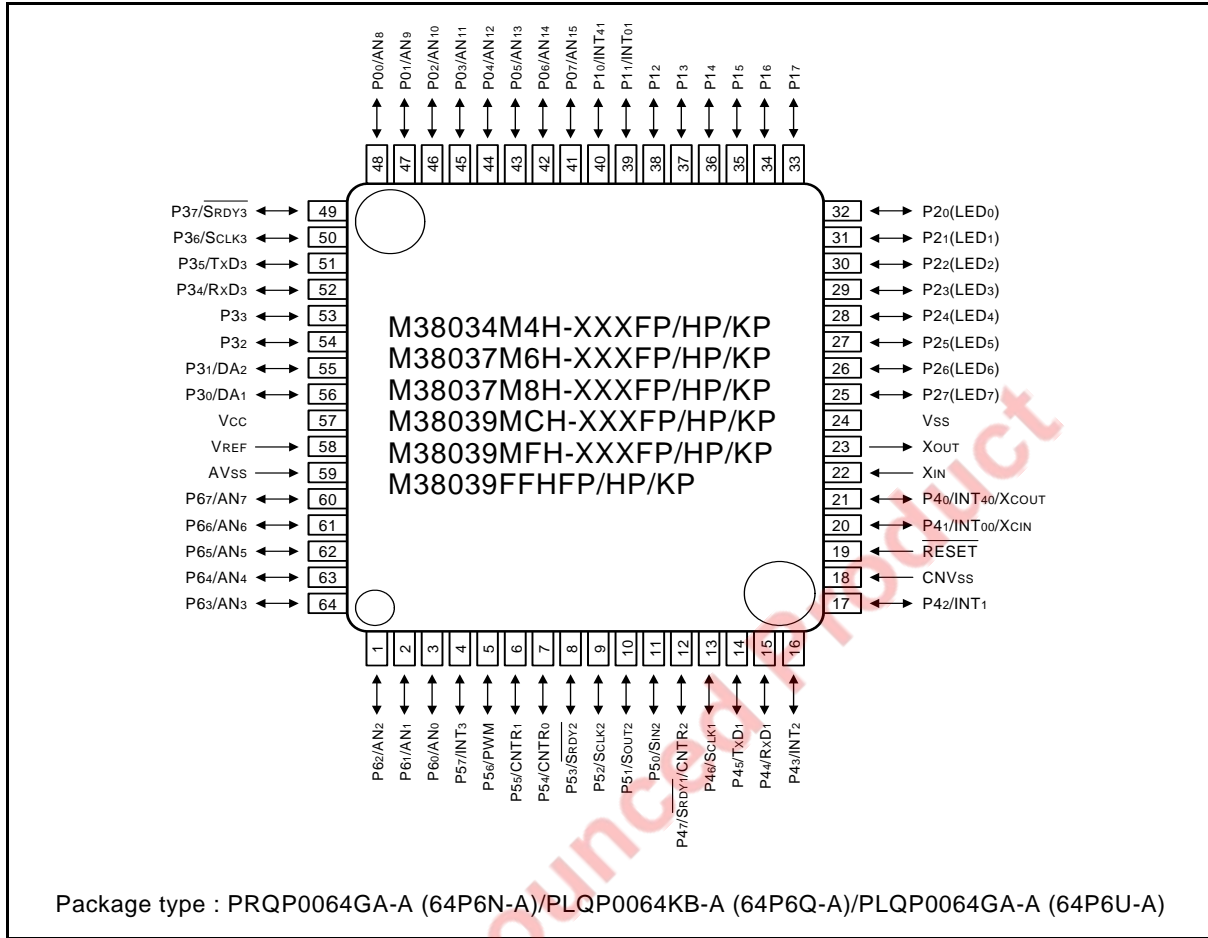 P00/AN8
P01/AN9
P02/AN10
P03/AN11
P04/AN12
P05/AN13
P06/AN14
P07/AN15
P10/INT41
P11/INT01
P12
P13
P14
P15
P16
P17
48 47 46 45 44 43 42 41 40 39 38 37 36 35 34 33
P37/SRDY3 49
P36/SCLK3 50
P35/TXD3 51
P34/RXD3 52
P33 53
P32 54
P31/DA2 55
P30/DA1 56
VCC 57
VREF 58
AVSS 59
P67/AN7 60
P66/AN6 61
P65/AN5 62
P64/AN4 63
P63/AN3 64
M38034M4H-XXXFP/HP/KP
M38037M6H-XXXFP/HP/KP
M38037M8H-XXXFP/HP/KP
M38039MCH-XXXFP/HP/KP
M38039MFH-XXXFP/HP/KP
M38039FFHFP/HP/KP
32 P20(LED0)
31 P21(LED1)
30 P22(LED2)
29 P23(LED3)
28 P24(LED4)
27 P25(LED5)
26 P26(LED6)
25 P27(LED7)
24 VSS
23 XOUT
22 XIN
21 P40/INT40/XCOUT
20 P41/INT00/XCIN
19 RESET
18 CNVSS
17 P42/INT1
1 2 3 4 5 6 7 8 9 10 11 12 13 14 15 16
P62/AN2
P61/AN1
P60/AN0
P57/INT3
P56/PWM
P55/CNTR1
P54/CNTR0
P53/SRDY2
P52/SCLK2
P51/SOUT2
P50/SIN2
P47/SRDY1/CNTR2
P46/SCLK1
P45/TXD1
P44/RXD1
P43/INT2
ounced Product
Package type : PRQP0064GA-A (64P6N-A)/PLQP0064KB-A (64P6Q-A)/PLQP0064GA-A (64P6U-A)